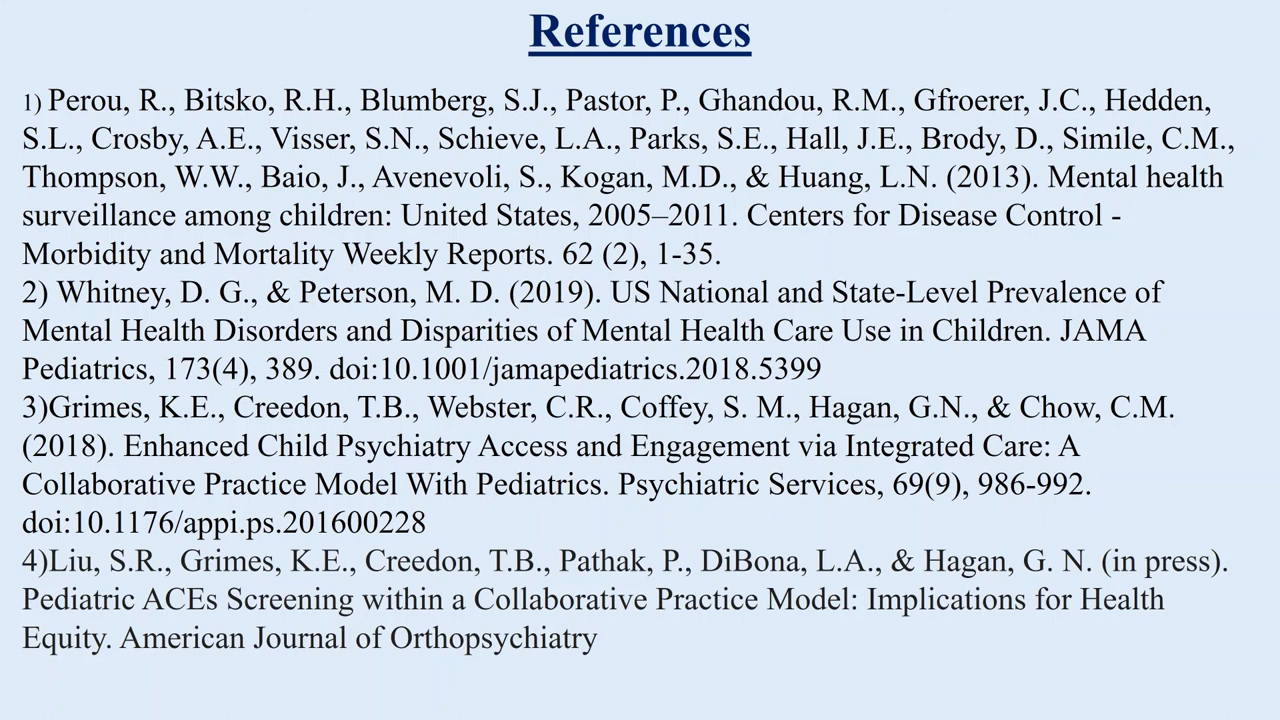 References
1) Perou, R., Bitsko, R.H., Blumberg, S.J., Pastor, P., Ghandou, R.M., Gfroerer, J.C., Hedden,
S.L., Crosby, A.E., Visser, S.N., Schieve, L.A., Parks, S.E., Hall, J.E., Brody, D., Simile, C.M.,
Thompson, W.W., Baio, J., Avenevoli, S., Kogan, M.D., & Huang, L.N. (2013). Mental health
surveillance among children: United States, 2005–2011. Centers for Disease Control -
Morbidity and Mortality Weekly Reports. 62 (2), 1-35.
2) Whitney, D. G., & Peterson, M. D. (2019). US National and State-Level Prevalence of
Mental Health Disorders and Disparities of Mental Health Care Use in Children. JAMA
Pediatrics, 173(4), 389. doi:10.1001/jamapediatrics.2018.5399
3)Grimes, K.E., Creedon, T.B., Webster, C.R., Coffey, S. M., Hagan, G.N., & Chow, C.M.
(2018). Enhanced Child Psychiatry Access and Engagement via Integrated Care: A
Collaborative Practice Model With Pediatrics. Psychiatric Services, 69(9), 986-992.
doi:10.1176/appi.ps.201600228
4)Liu, S.R., Grimes, K.E., Creedon, T.B., Pathak, P., DiBona, L.A., & Hagan, G. N. (in press).
Pediatric ACEs Screening within a Collaborative Practice Model: Implications for Health
Equity. American Journal of Orthopsychiatry